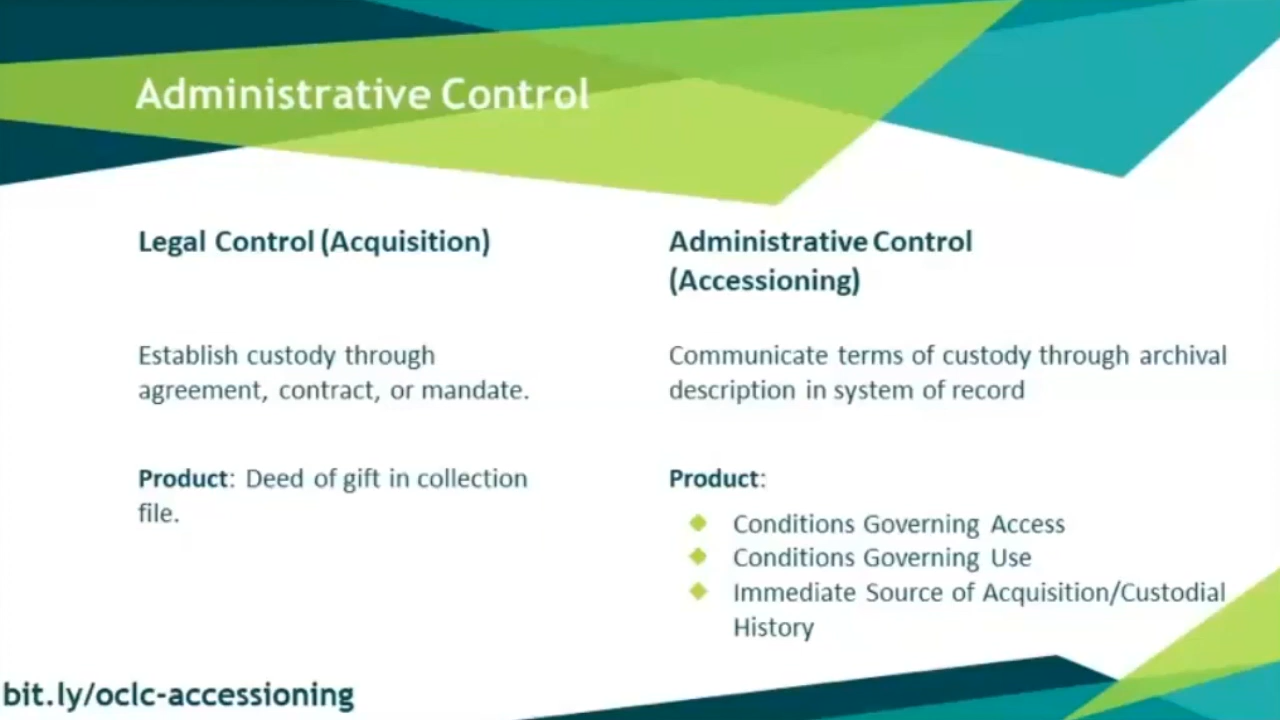 Administrative Control
Legal Control (Acquisition)
Establish custody through
agreement, contract, or mandate.
Product: Deed of gift in collection
file.
Administrative Control
(Accessioning)
Communicate terms of custody through archival
description in system of record
Product:
Conditions Governing Access
Conditions Governing Use
Immediate Source of Acquisition/Custodial
History
bit.ly/oclc-accessioning